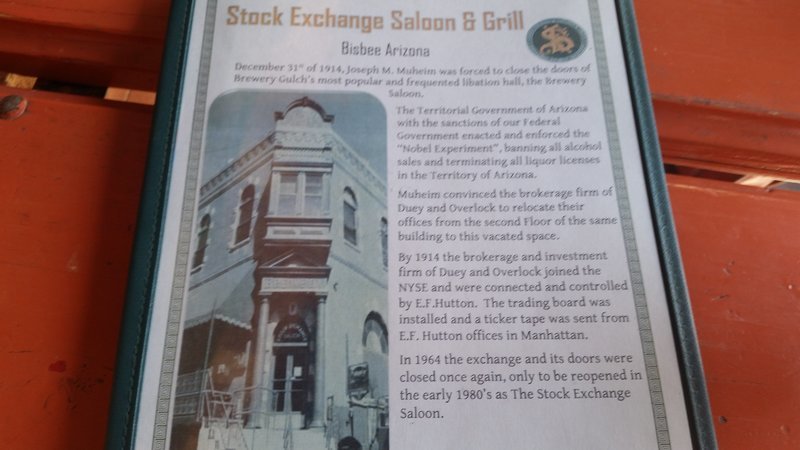 Stock Exchange Saloon & Grill
Bisbee Arizona
December 31st of 1914, Joseph M. Muheim was forced to close the doors of
Brewery Gulch's most popular and frequented libation hall, the Brewery
Saloon.
The Territorial Government of Arizona
with the sanctions of our Federal
Government enacted and enforced the
"Nobel Experiment", banning all alcohol
sales and terminating all liquor licenses
in the Territory of Arizona.
Muheim convinced the brokerage firm of
Duey and Overlock to relocate their
offices from the second Floor of the same
building to this vacated space.
By 1914 the brokerage and investment
firm of Duey and Overlock joined the
NYSE and were connected and controlled
by E.F.Hutton. The trading board was
installed and a ticker tape was sent from
E.F. Hutton offices in Manhattan.
In 1964 the exchange and its doors were
closed once again, only to be reopened in
the early 1980's as The Stock Exchange
Saloon.